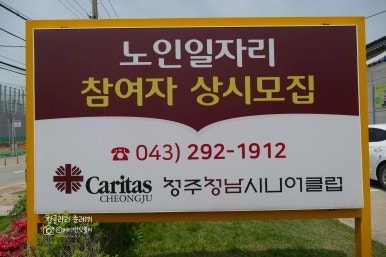 노인일자리
참여자 상시모집
☎ 043) 292-1912
Caritas
CHEONGJU
청주청남시니어클럽